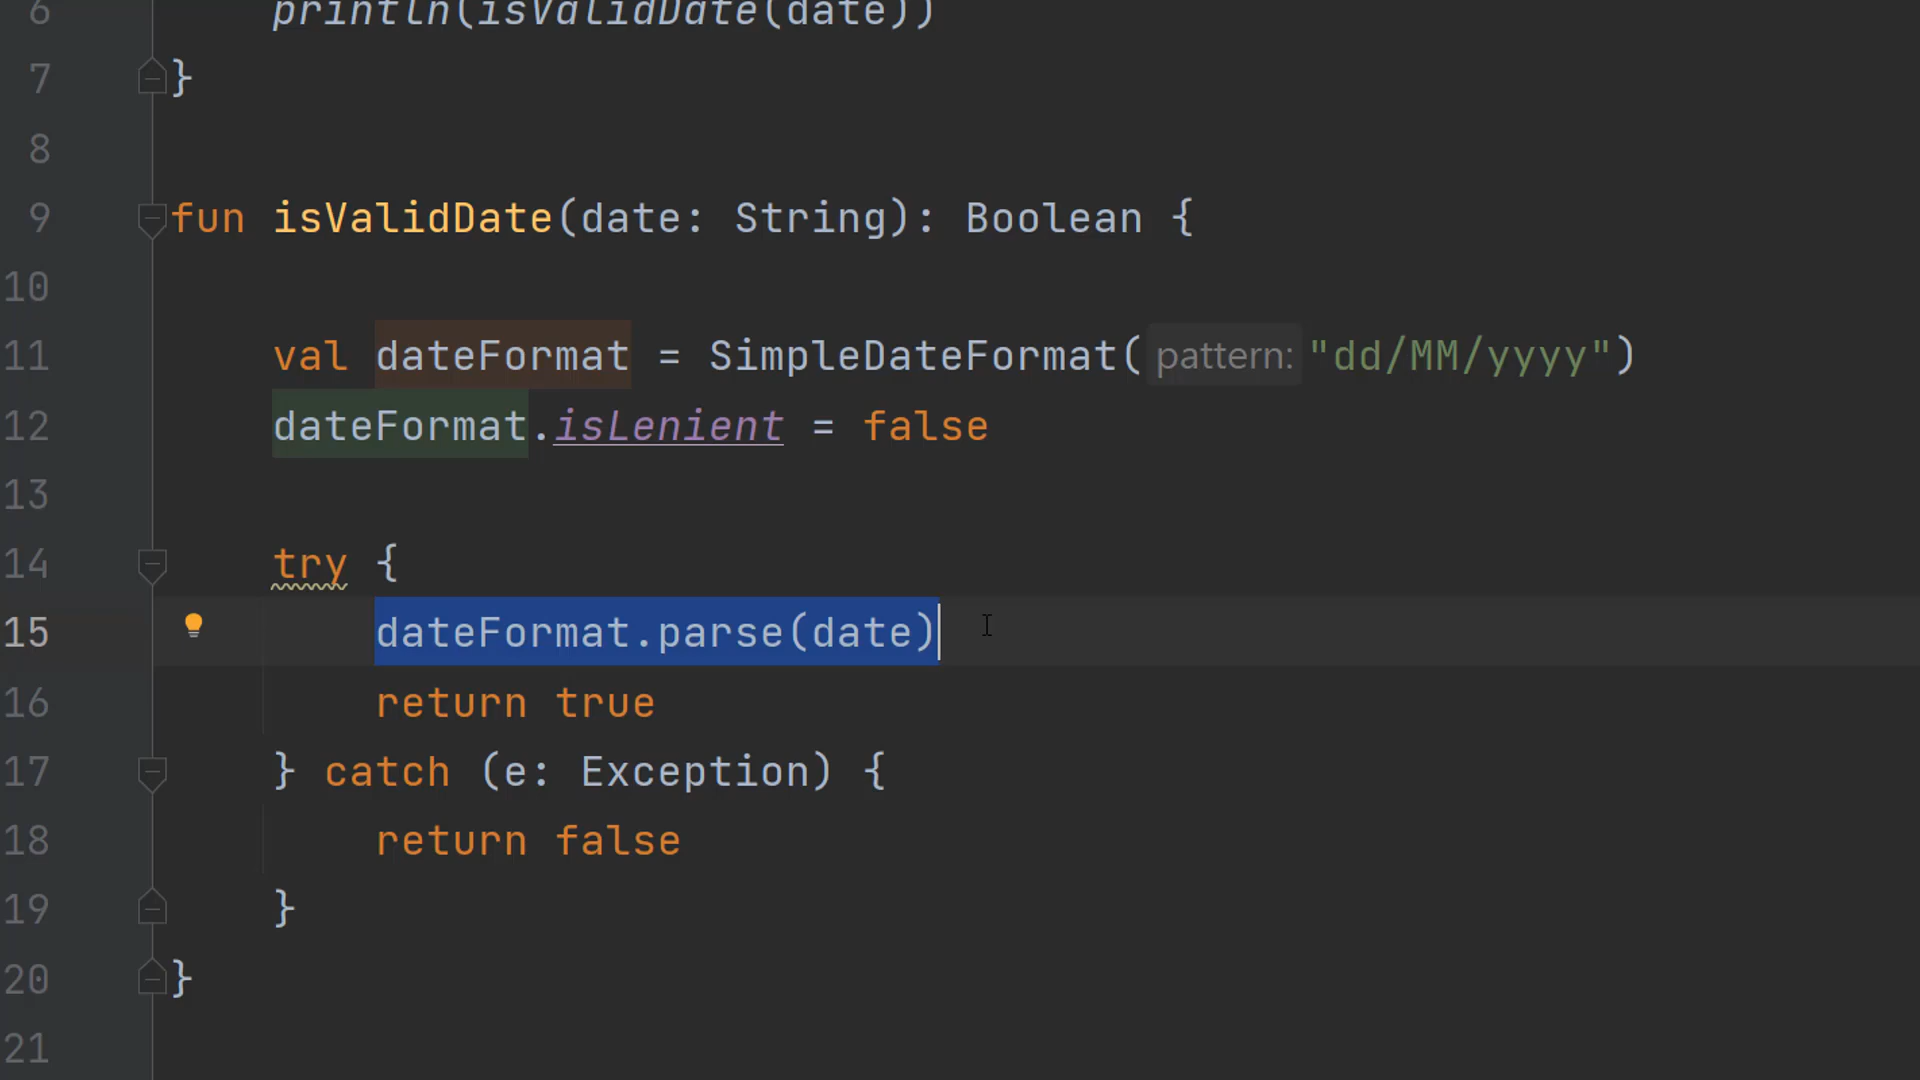 6 println(isValidDate(date))
7 }
8
9 fun isValidDate(date: String): Boolean {
10
11 val dateFormat = SimpleDateFormat( pattern: "dd/MM/yyyy")
12 dateFormat.isLenient = false
13
14 try {
15 dateFormat.parse(date)
16 return true
17 } catch (e: Exception) {
18 return false
19 }
20 }
21